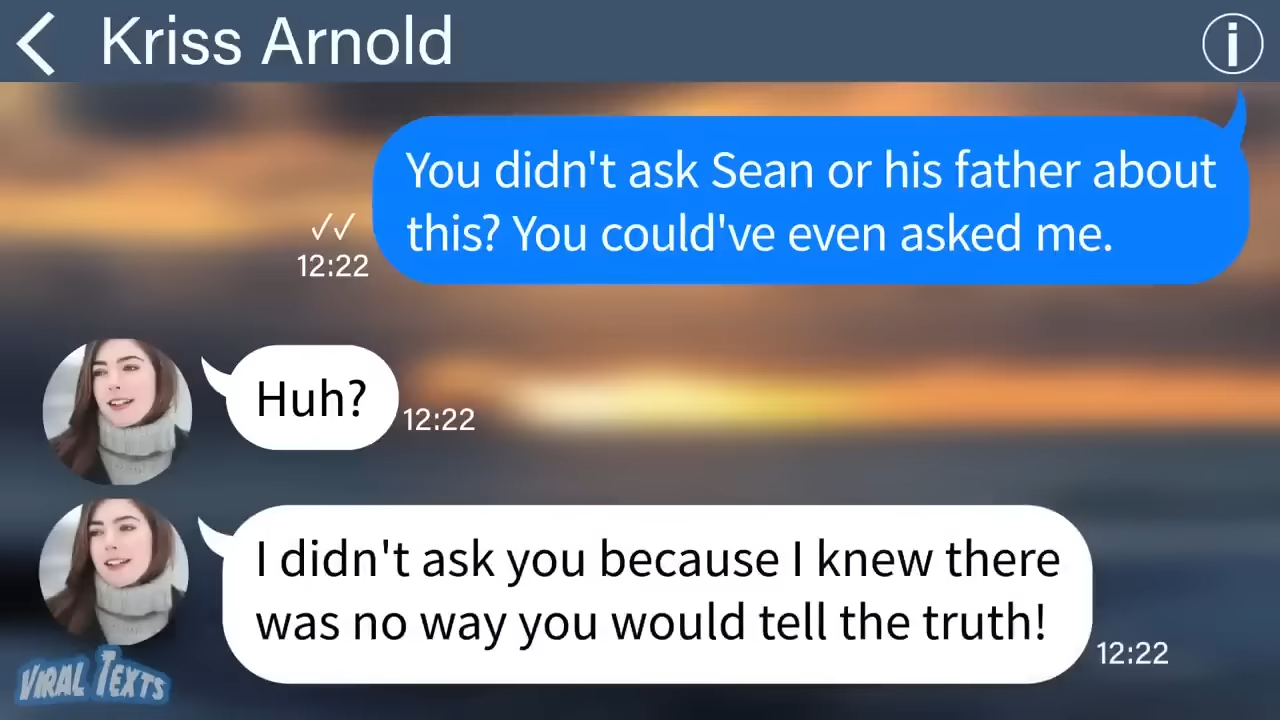 Kriss Arnold
You didn't ask Sean or his father about
this? You could've even asked me.
✓✓
12:22
Huh?
12:22
I didn't ask you because I knew there
was no way you would tell the truth!
12:22
VIRAL TEXTS